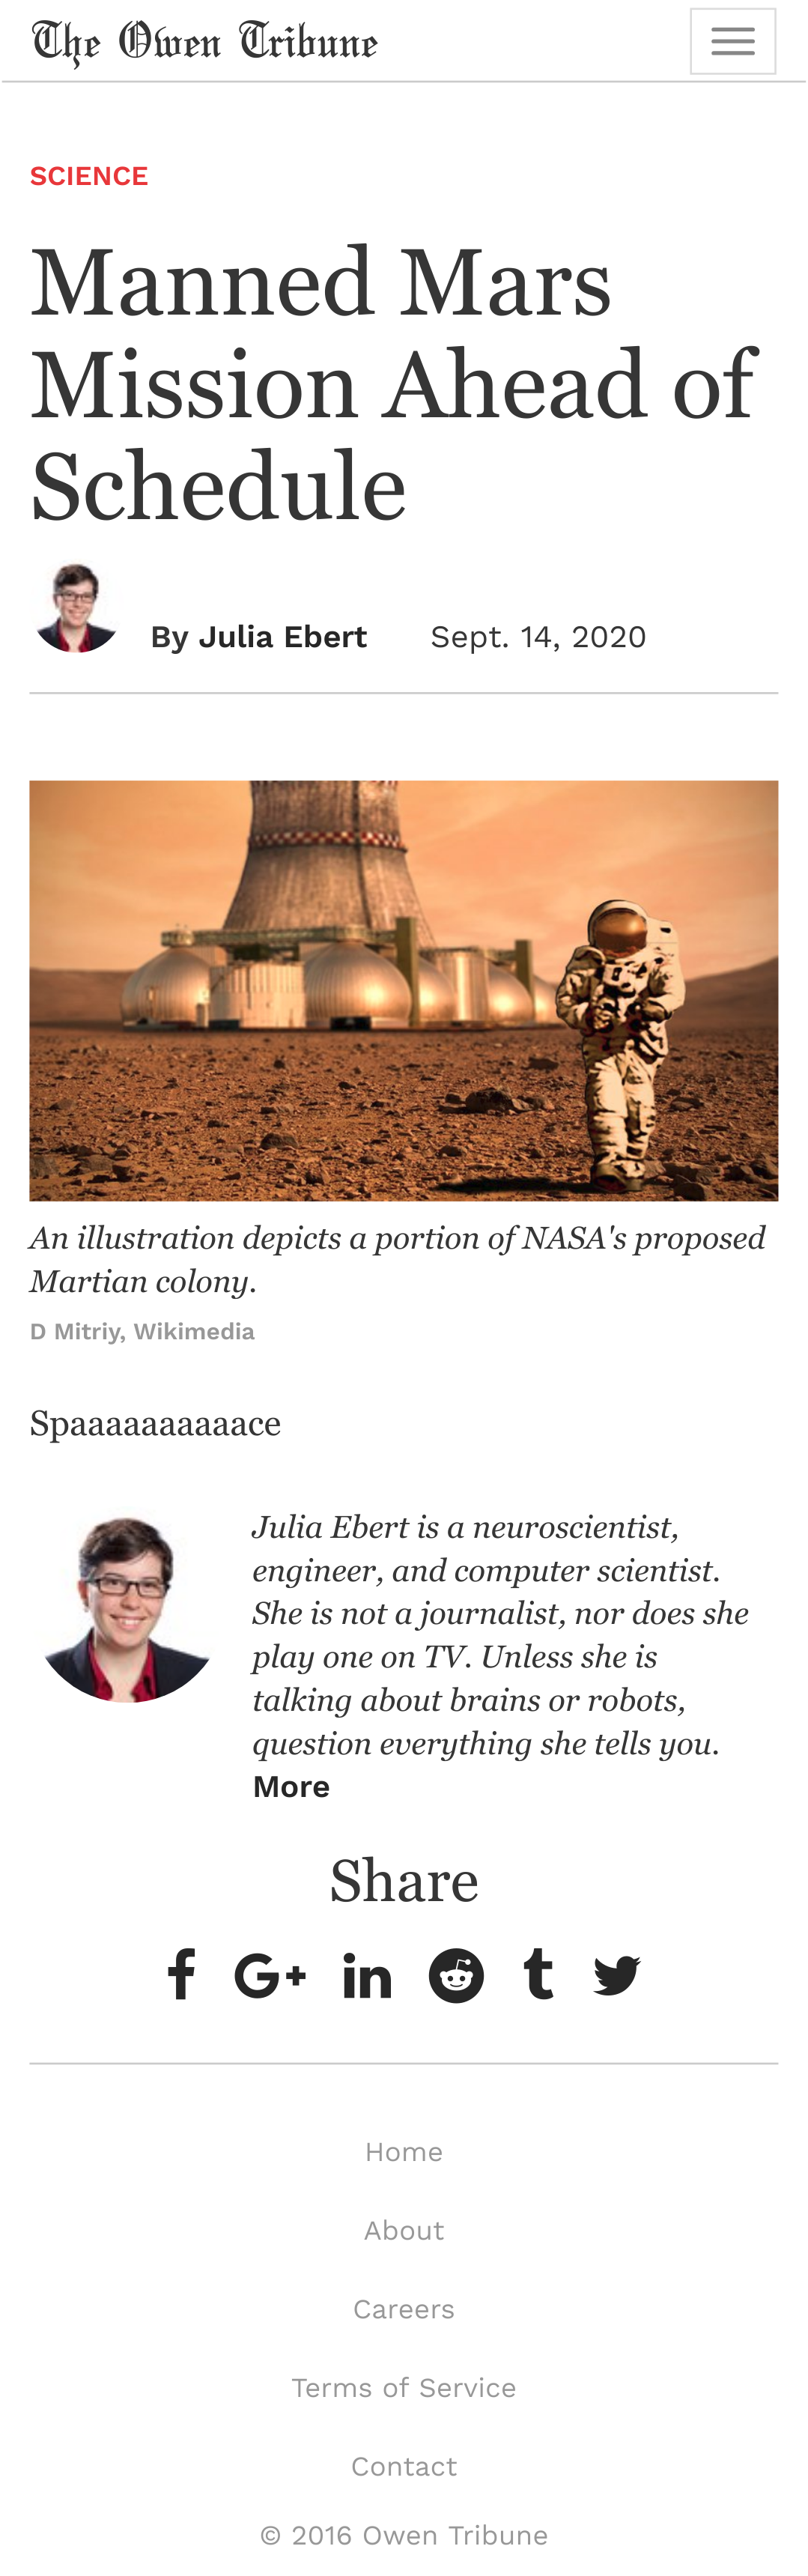 The Owen Tribune
SCIENCE
Manned Mars
Mission Ahead of
Schedule
By Julia Ebert Sept. 14, 2020
An illustration depicts a portion of NASA's proposed
Martian colony.
D Mitriy, Wikimedia
Spaaaaaaaaaace
Julia Ebert is a neuroscientist,
engineer, and computer scientist.
She is not a journalist, nor does she
play one on TV. Unless she is
talking about brains or robots,
question everything she tells you.
More
Share
Home
About
Careers
Terms of Service
Contact
© 2016 Owen Tribune